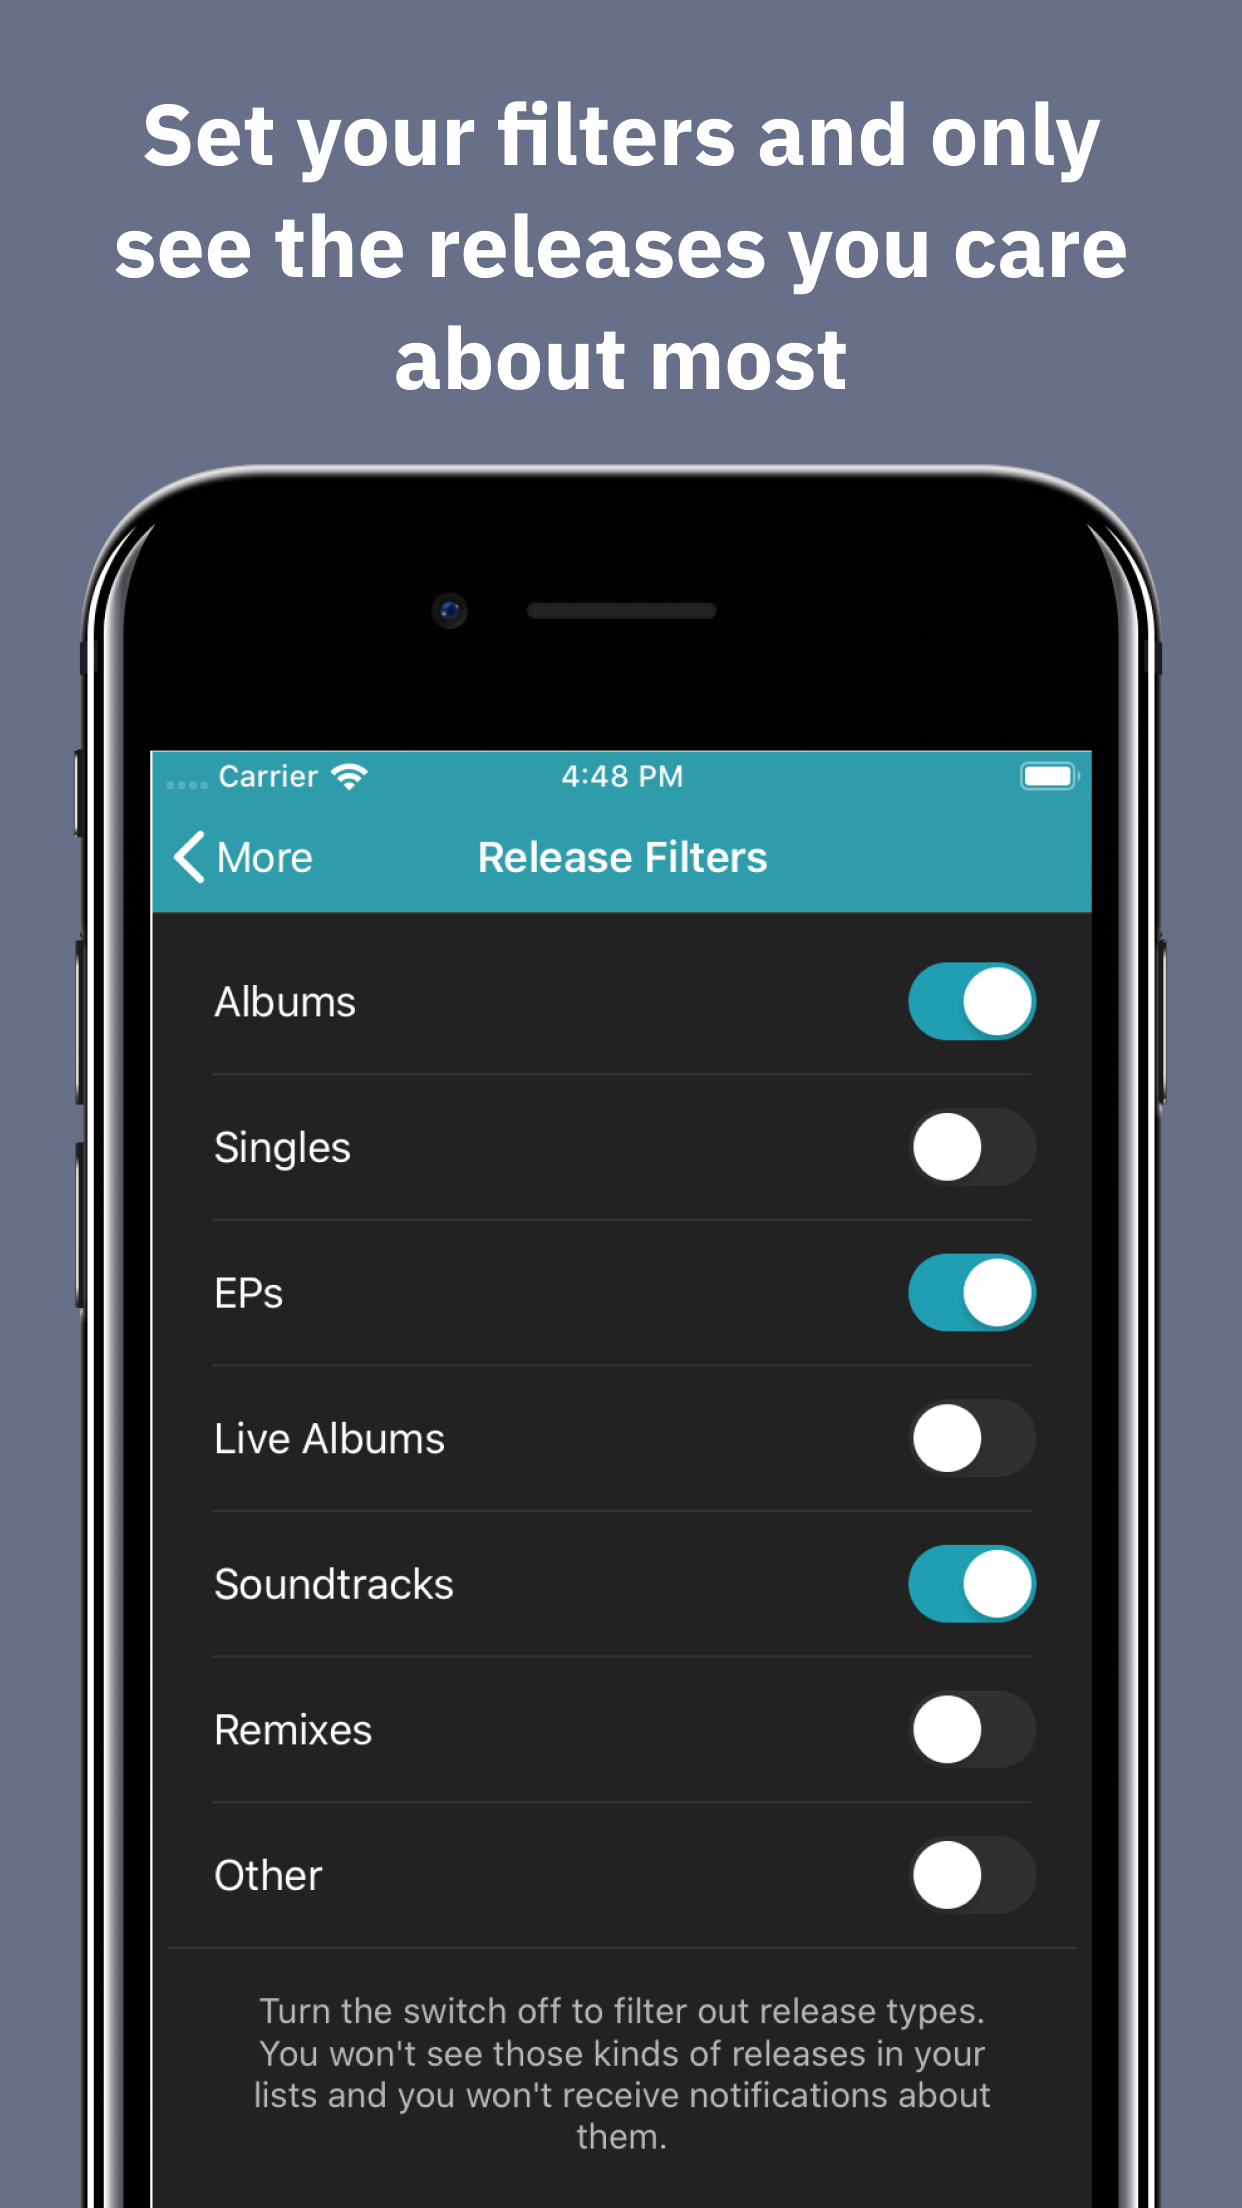 Set your filters and only
see the releases you care
about most
Carrier 4:48 PM
More Release Filters
Albums
Singles
EPs
Live Albums
Soundtracks
Remixes
Other
Turn the switch off to filter out release types.
You won't see those kinds of releases in your
lists and you won't receive notifications about
them.